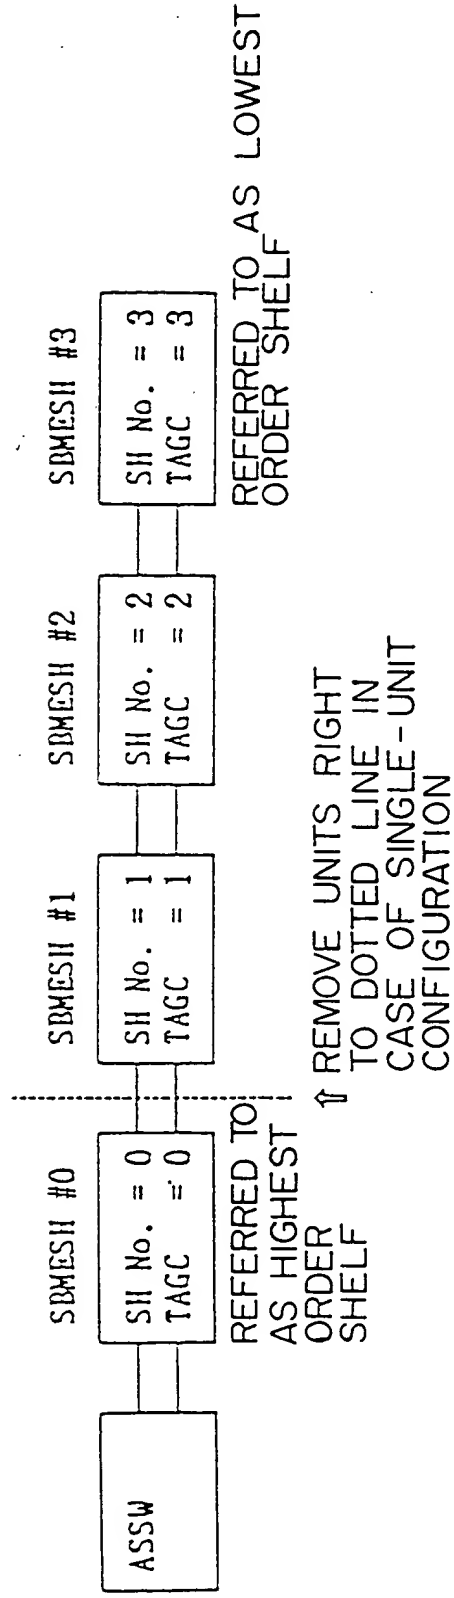 SBMESH #0
SBMESH #1
SBMESH #2
SBMESH #3
ASSW
SH No. = 0
TAGC = 0
SH No. = 1
TAGC = 1
SH No. = 2
TAGC = 2
SH No. = 3
TAGC = 3
REFERRED TO
AS HIGHEST
ORDER
SHELF
⇧ REMOVE UNITS RIGHT
TO DOTTED LINE IN
CASE OF SINGLE-UNIT
CONFIGURATION
REFERRED TO AS LOWEST
ORDER SHELF